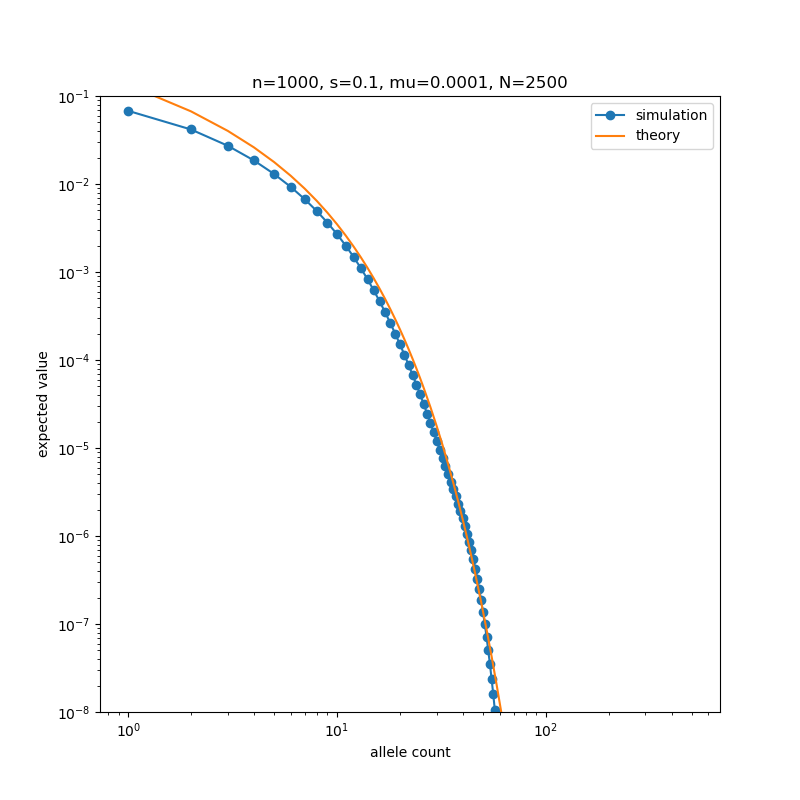 n=1000, s=0.1, mu=0.0001, N=2500
simulation
theory
10⁻¹
10⁻²
10⁻³
10⁻⁴
10⁻⁵
10⁻⁶
10⁻⁷
10⁻⁸
expected value
10⁰ 10¹ 10²
allele count